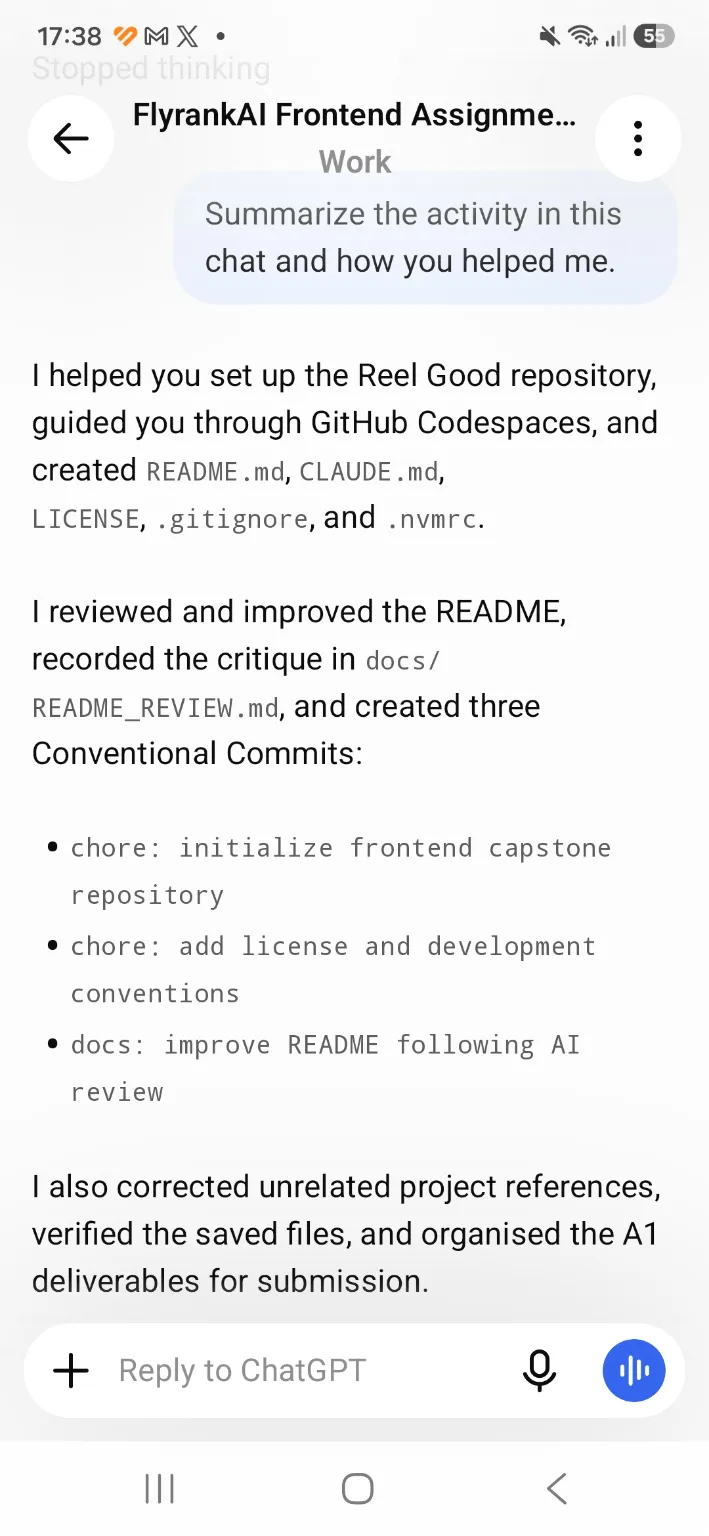 17:38
55
Stopped thinking
FlyrankAI Frontend Assignme...
Work
Summarize the activity in this
chat and how you helped me.
I helped you set up the Reel Good repository,
guided you through GitHub Codespaces, and
created README.md, CLAUDE.md,
LICENSE, .gitignore, and .nvmrc.
I reviewed and improved the README,
recorded the critique in docs/
README_REVIEW.md, and created three
Conventional Commits:
• chore: initialize frontend capstone
repository
• chore: add license and development
conventions
• docs: improve README following AI
review
I also corrected unrelated project references,
verified the saved files, and organised the A1
deliverables for submission.
Reply to ChatGPT